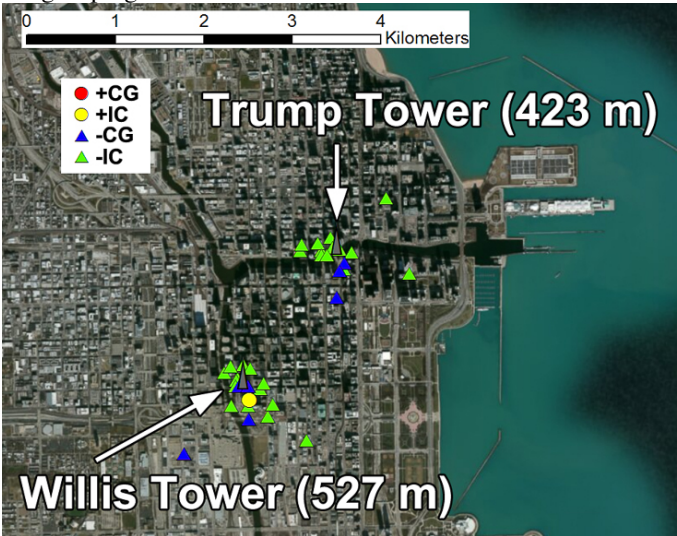 0 1 2 3 4
Kilometers
+CG
+IC
-CG
-IC
Trump Tower (423 m)
Willis Tower (527 m)